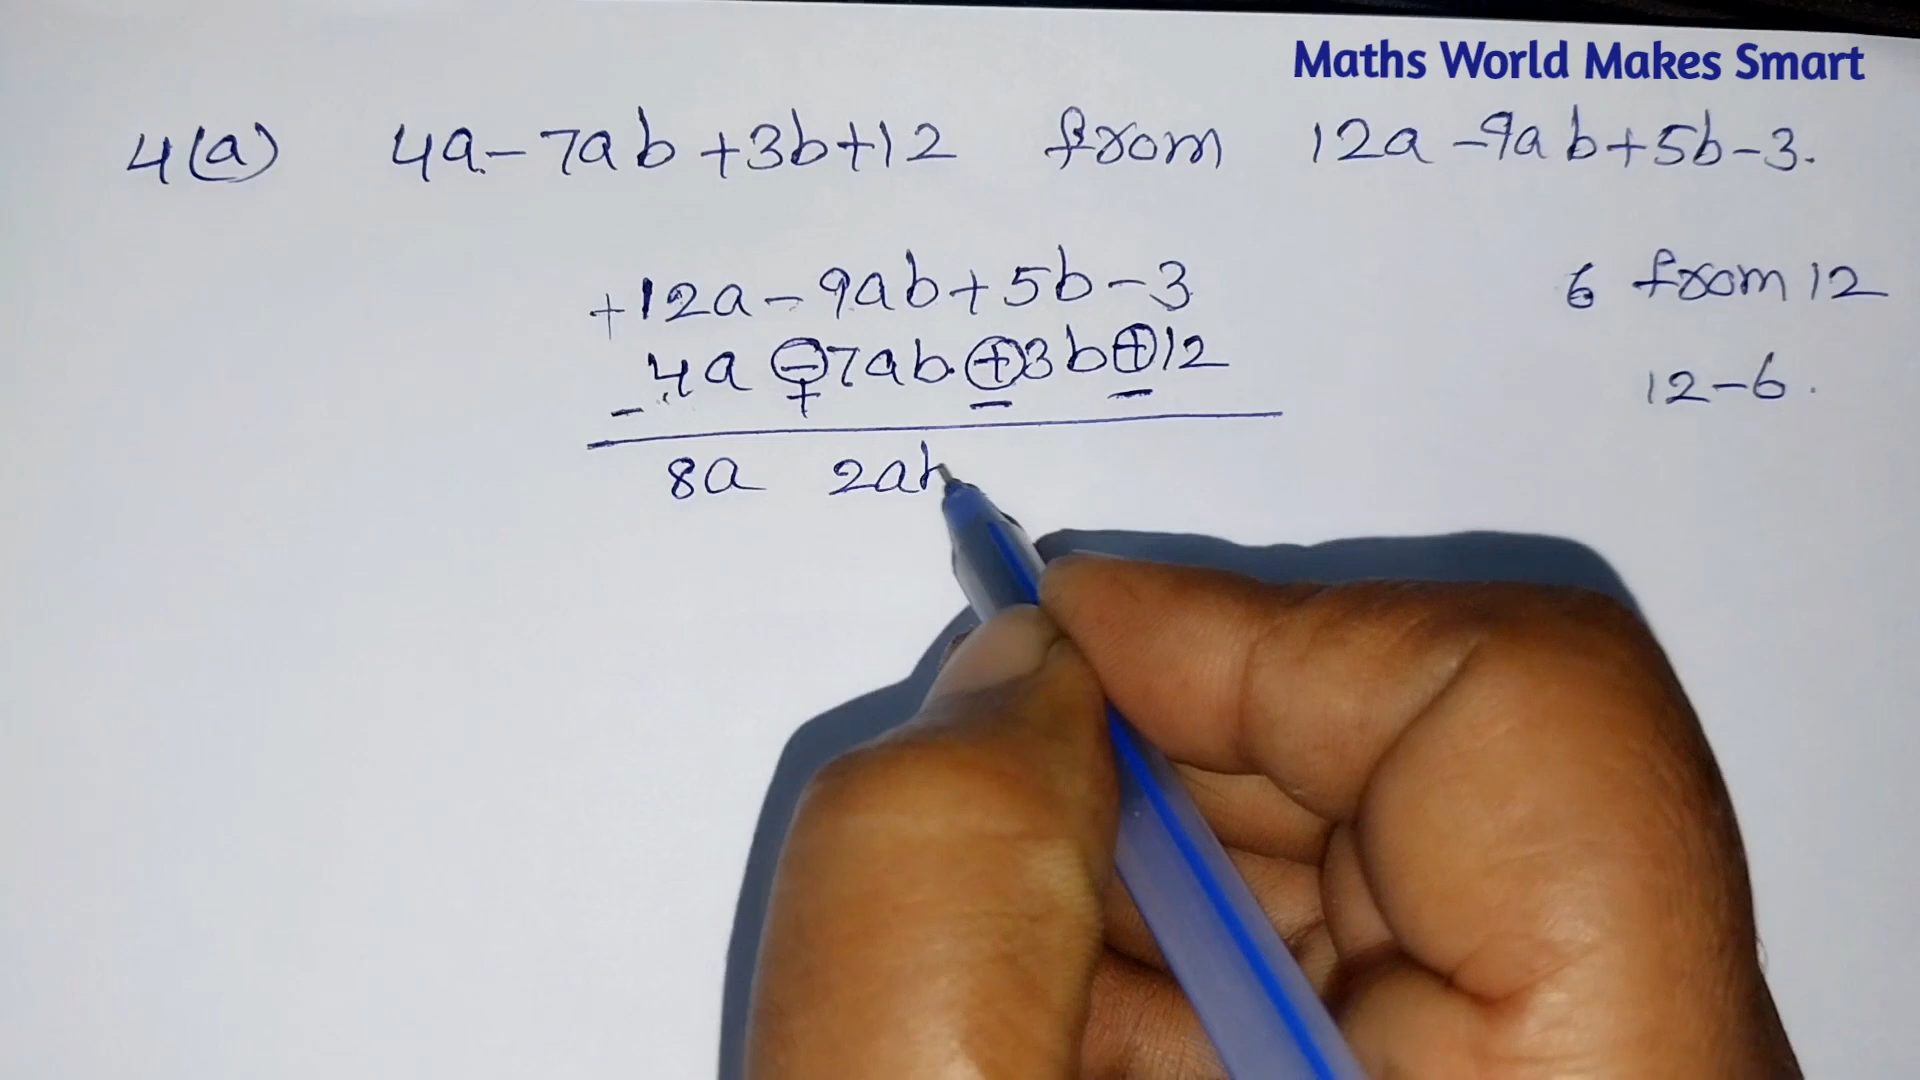 Maths World Makes Smart
4(a) 4a-7ab+3b+12 from 12a-9ab+5b-3.
+12a-9ab+5b-3
4a-7ab+3b+12
- + - -
8a 2ab
6 from 12
12-6.